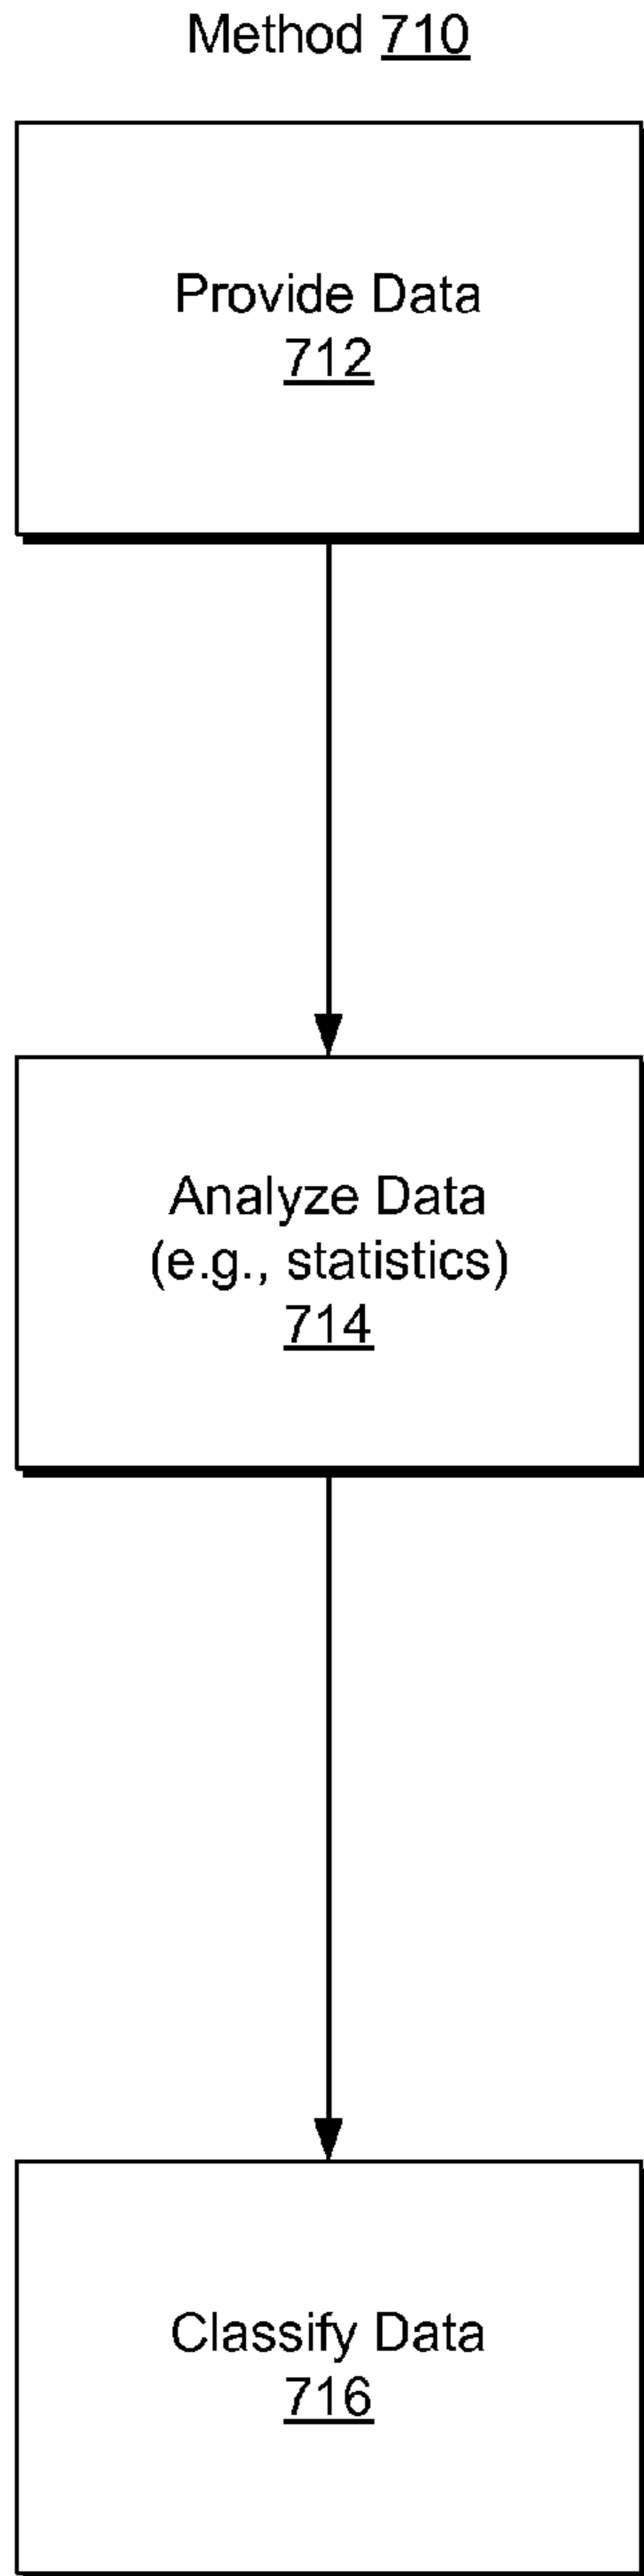 Method 710
Provide Data
712
Analyze Data
(e.g., statistics)
714
Classify Data
716